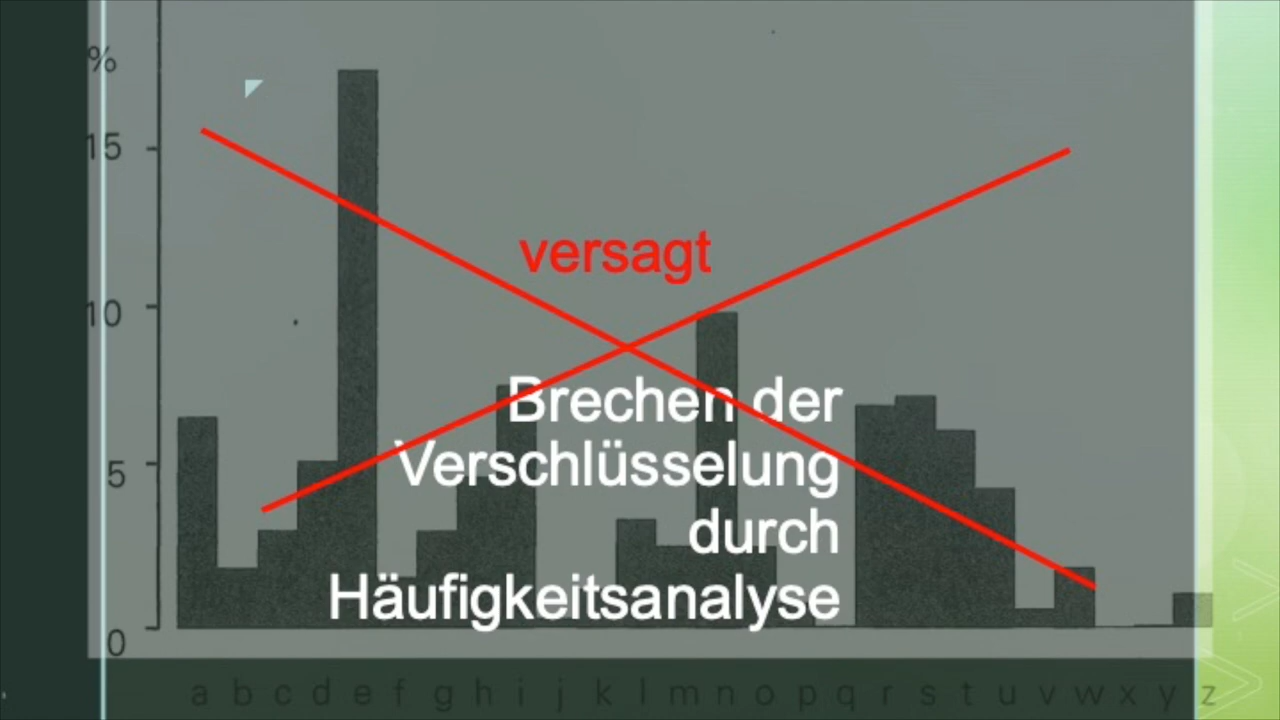 %
15
versagt
10
Brechen der
Verschlüsselung
5
durch
Häufigkeitsanalyse
0
a b c d e f g h i j k l m n o p q r s t u v w x y z